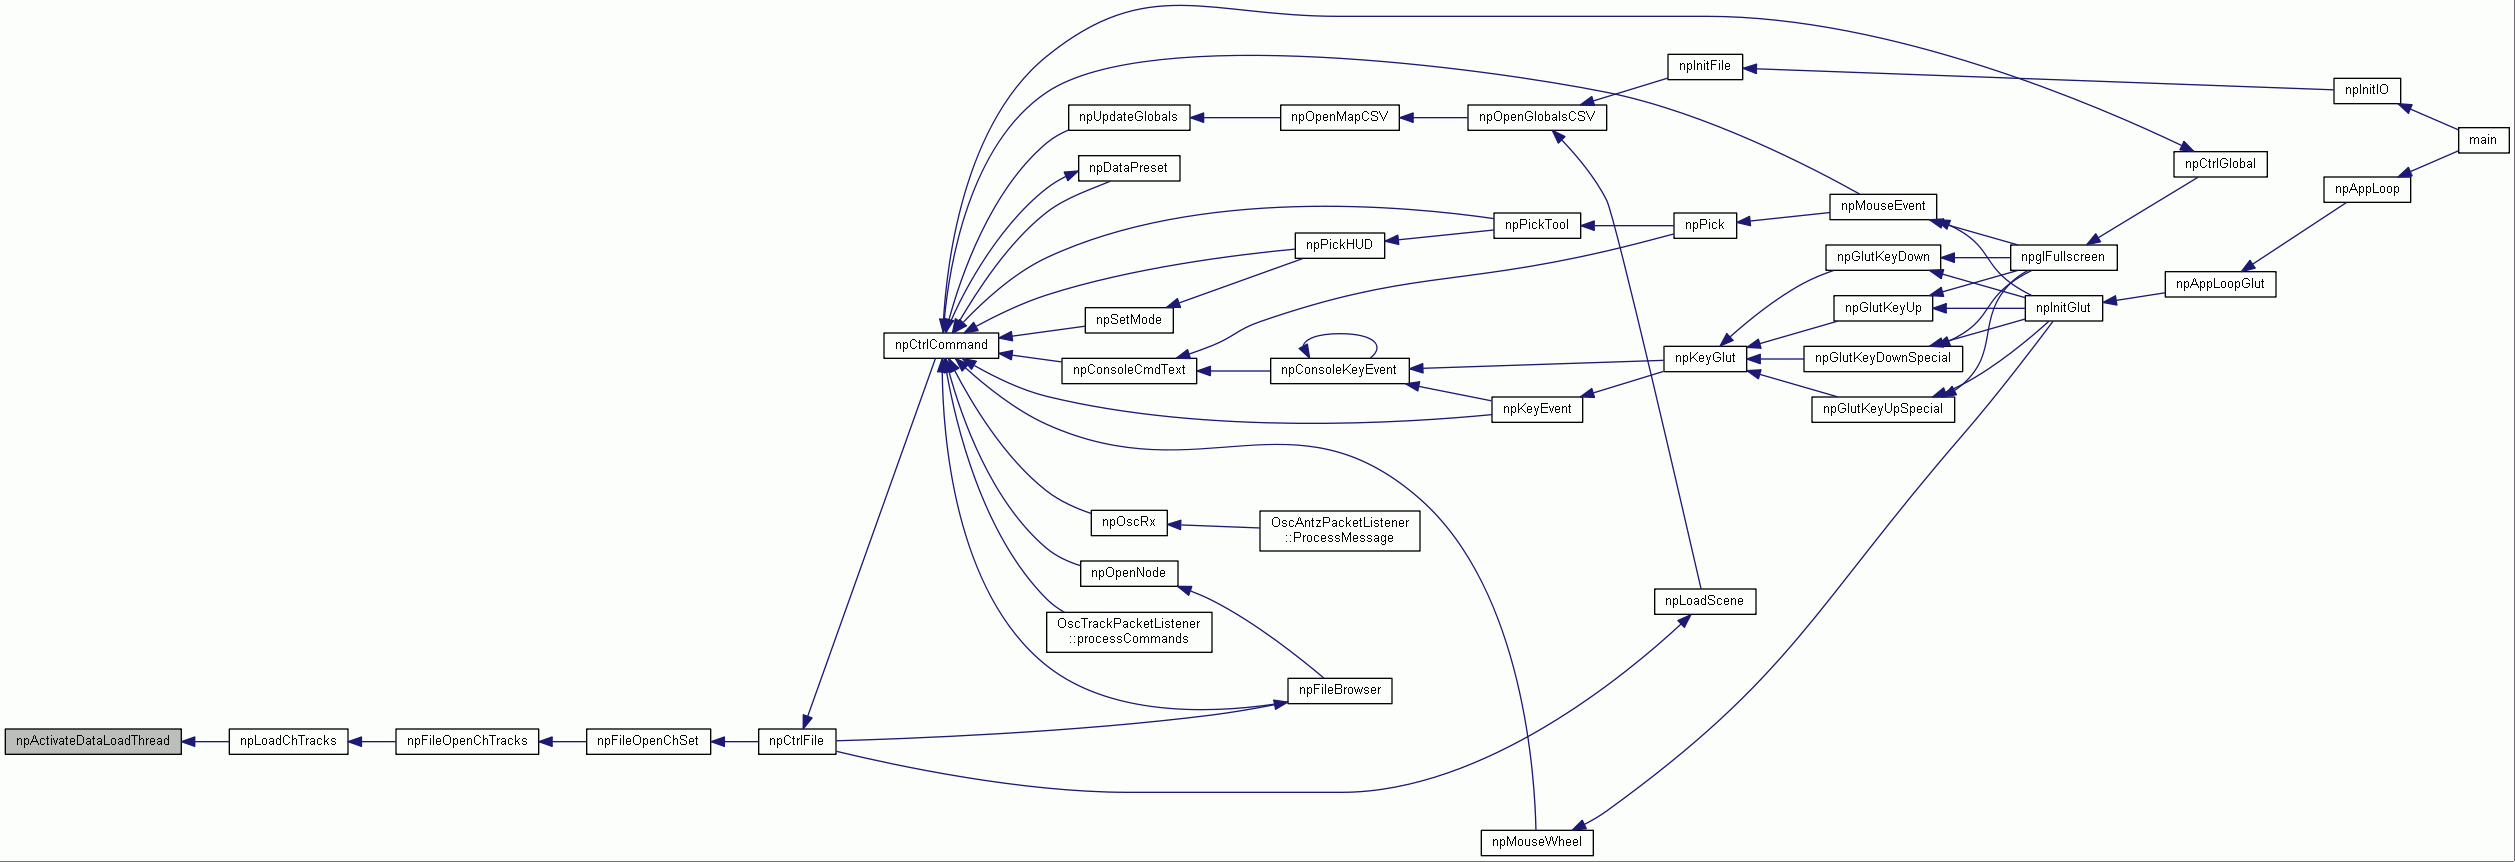 npInitFile
npInitIO
npUpdateGlobals
npOpenMapCSV
npOpenGlobalsCSV
main
npCtrlGlobal
npDataPreset
npAppLoop
npMouseEvent
npPickTool
npPick
npPickHUD
npGlutKeyDown
npglFullscreen
npAppLoopGlut
npSetMode
npGlutKeyUp
npInitGlut
npCtrlCommand
npConsoleCmdText
npConsoleKeyEvent
npKeyGlut
npGlutKeyDownSpecial
npKeyEvent
npGlutKeyUpSpecial
npOscRx
OscAntzPacketListener
::ProcessMessage
npOpenNode
npLoadScene
OscTrackPacketListener
::processCommands
npFileBrowser
npActivateDataLoadThread
npLoadChTracks
npFileOpenChTracks
npFileOpenChSet
npCtrlFile
npMouseWheel